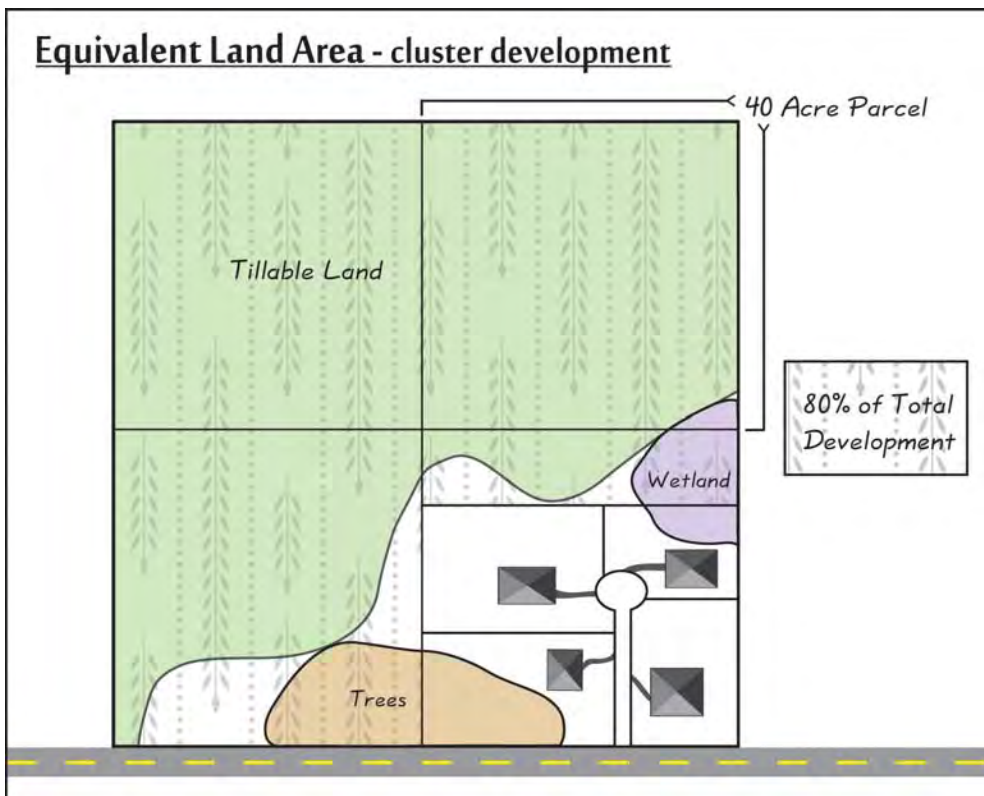 Equivalent Land Area - cluster development
40 Acre Parcel
Tillable Land
80% of Total
Development
Wetland
Trees